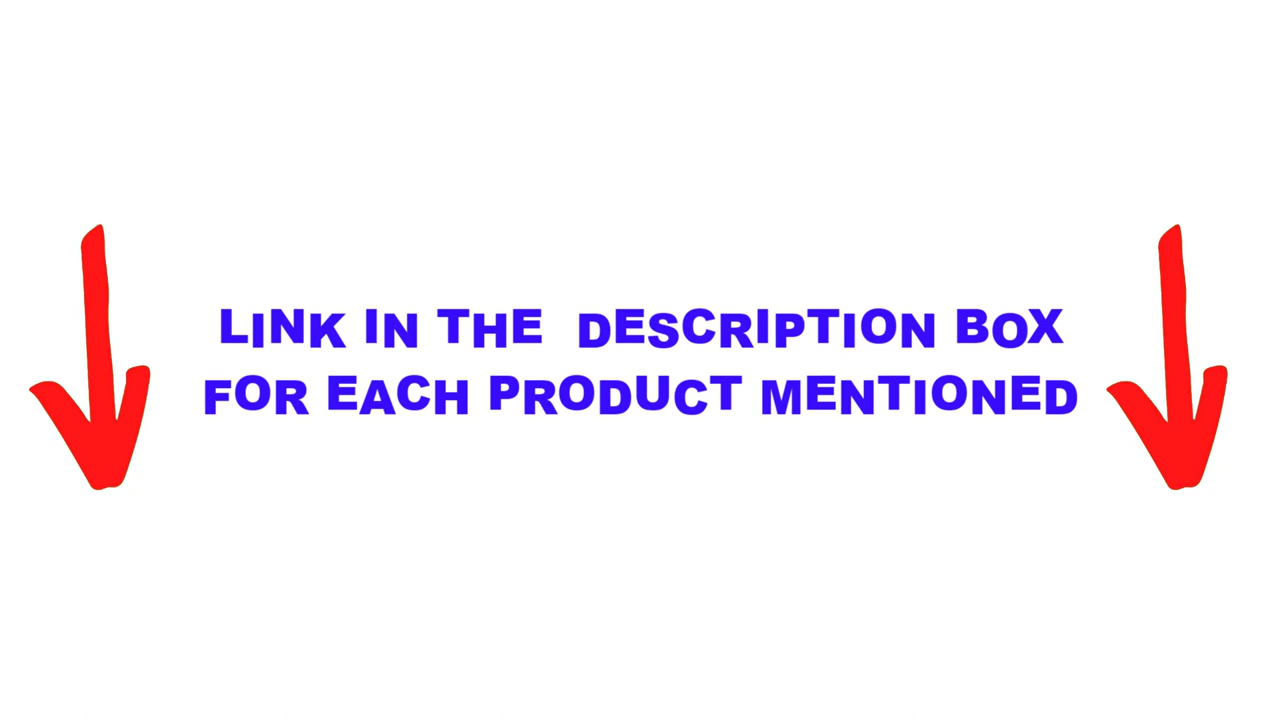 LINK IN THE DESCRIPTION BOX
FOR EACH PRODUCT MENTIONED